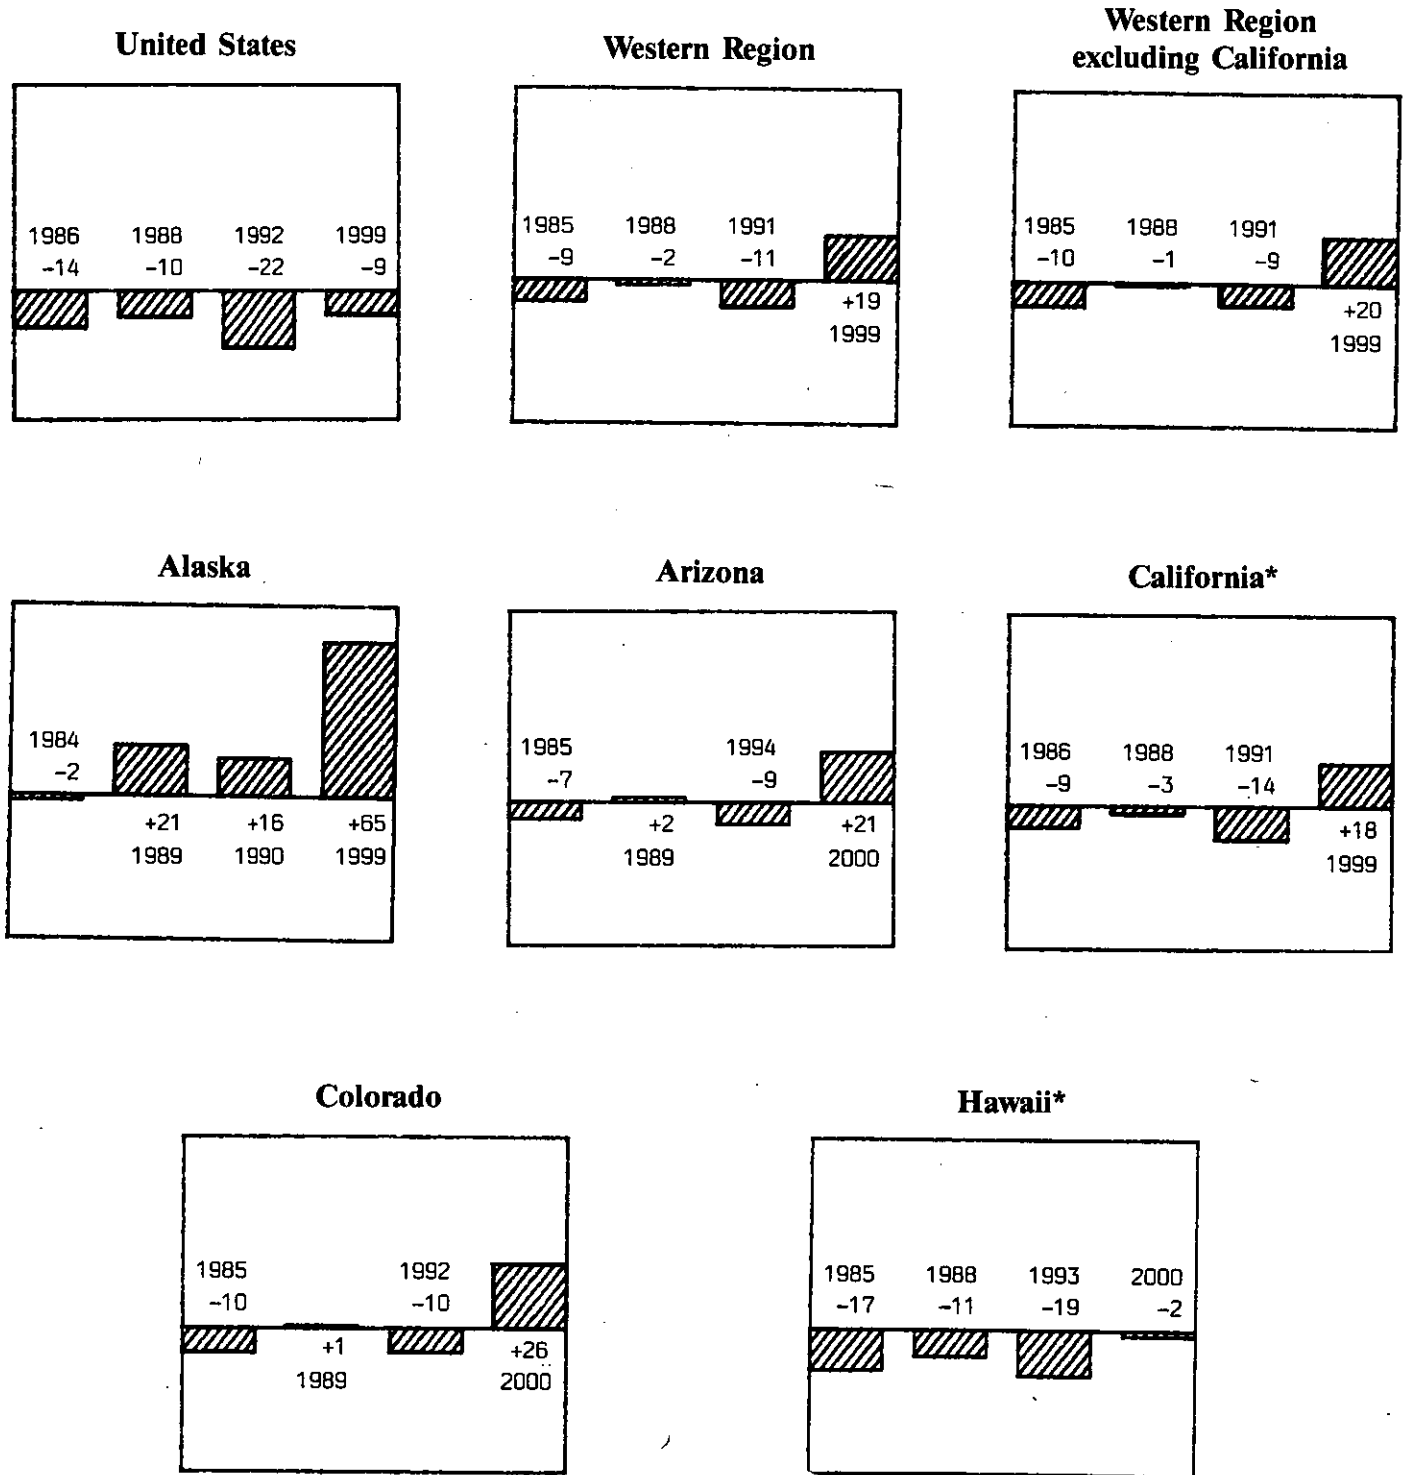 United States
1986 1988 1992 1999
-14 -10 -22 -9
Western Region
1985 1988 1991
-9 -2 -11
+19
1999
Western Region
excluding California
1985 1988 1991
-10 -1 -9
+20
1999
Alaska
1984
-2
+21 +16 +65
1989 1990 1999
Arizona
1985 1994
-7 -9
+2 +21
1989 2000
California*
1986 1988 1991
-9 -3 -14
+18
1999
Colorado
1985 1992
-10 -10
+1 +26
1989 2000
Hawaii*
1985 1988 1993 2000
-17 -11 -19 -2